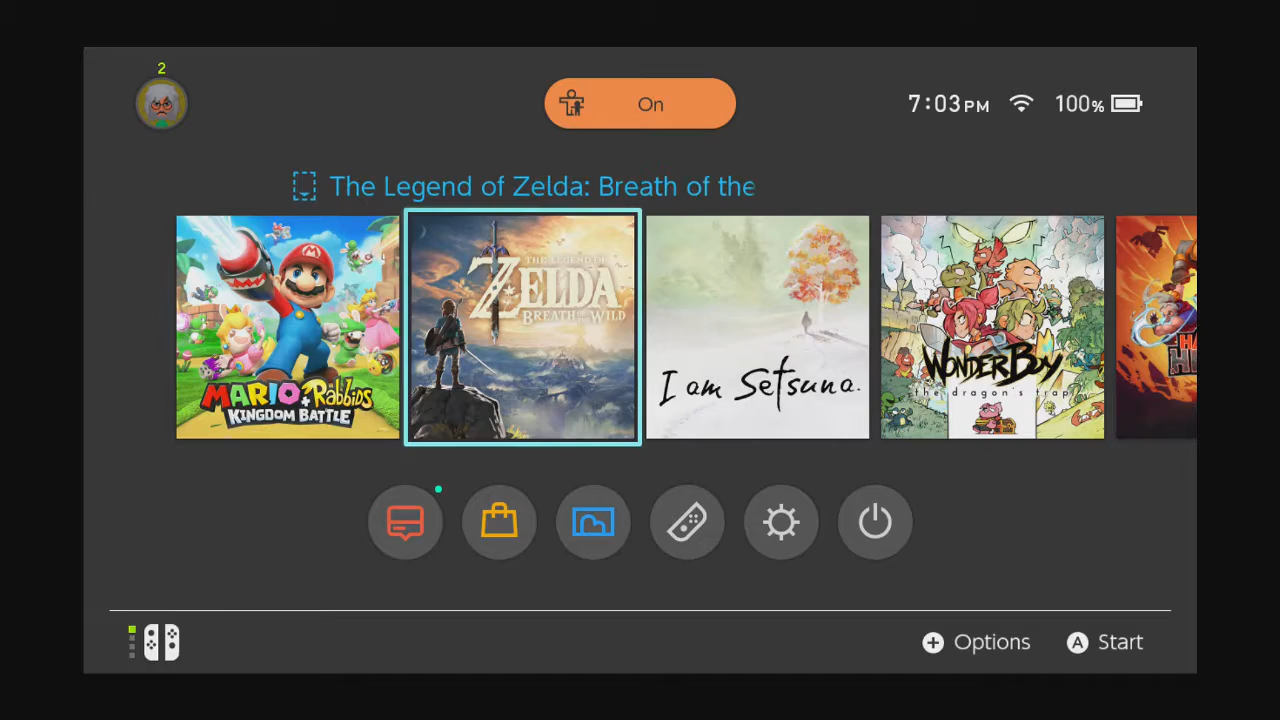 2
On
7:03PM
100%
The Legend of Zelda: Breath of the
MARIO + Rabbids
KINGDOM BATTLE
THE LEGEND OF
ZELDA
BREATH OF THE WILD
I am Setsuna.
WONDER BOY
the dragon's trap
+ Options
A Start